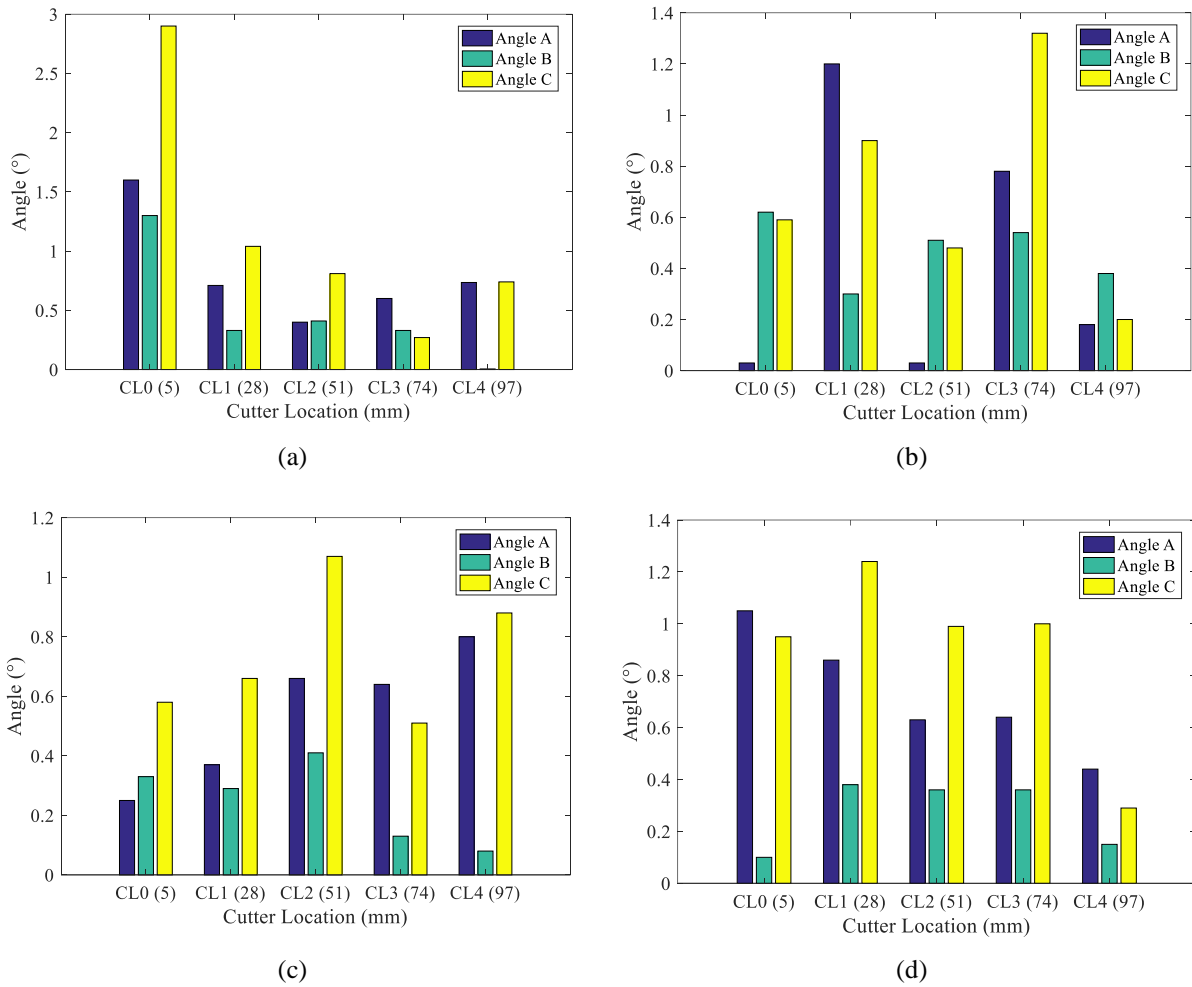 3
2.5
2
1.5
1
0.5
0
Angle (°)
Angle A
Angle B
Angle C
CL0 (5) CL1 (28) CL2 (51) CL3 (74) CL4 (97)
Cutter Location (mm)
(a)
1.4
1.2
1
0.8
0.6
0.4
0.2
0
Angle (°)
Angle A
Angle B
Angle C
CL0 (5) CL1 (28) CL2 (51) CL3 (74) CL4 (97)
Cutter Location (mm)
(b)
1.2
1
0.8
0.6
0.4
0.2
0
Angle (°)
Angle A
Angle B
Angle C
CL0 (5) CL1 (28) CL2 (51) CL3 (74) CL4 (97)
Cutter Location (mm)
(c)
1.4
1.2
1
0.8
0.6
0.4
0.2
0
Angle (°)
Angle A
Angle B
Angle C
CL0 (5) CL1 (28) CL2 (51) CL3 (74) CL4 (97)
Cutter Location (mm)
(d)